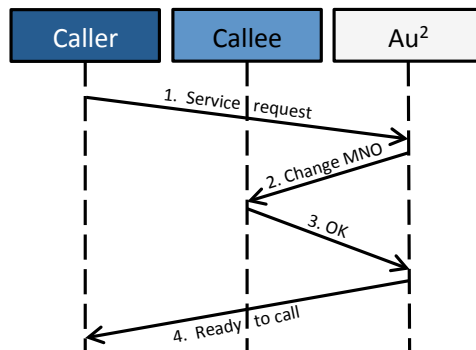 Caller
Callee
Au²
1. Service request
2. Change MNO
3. OK
4. Ready to call